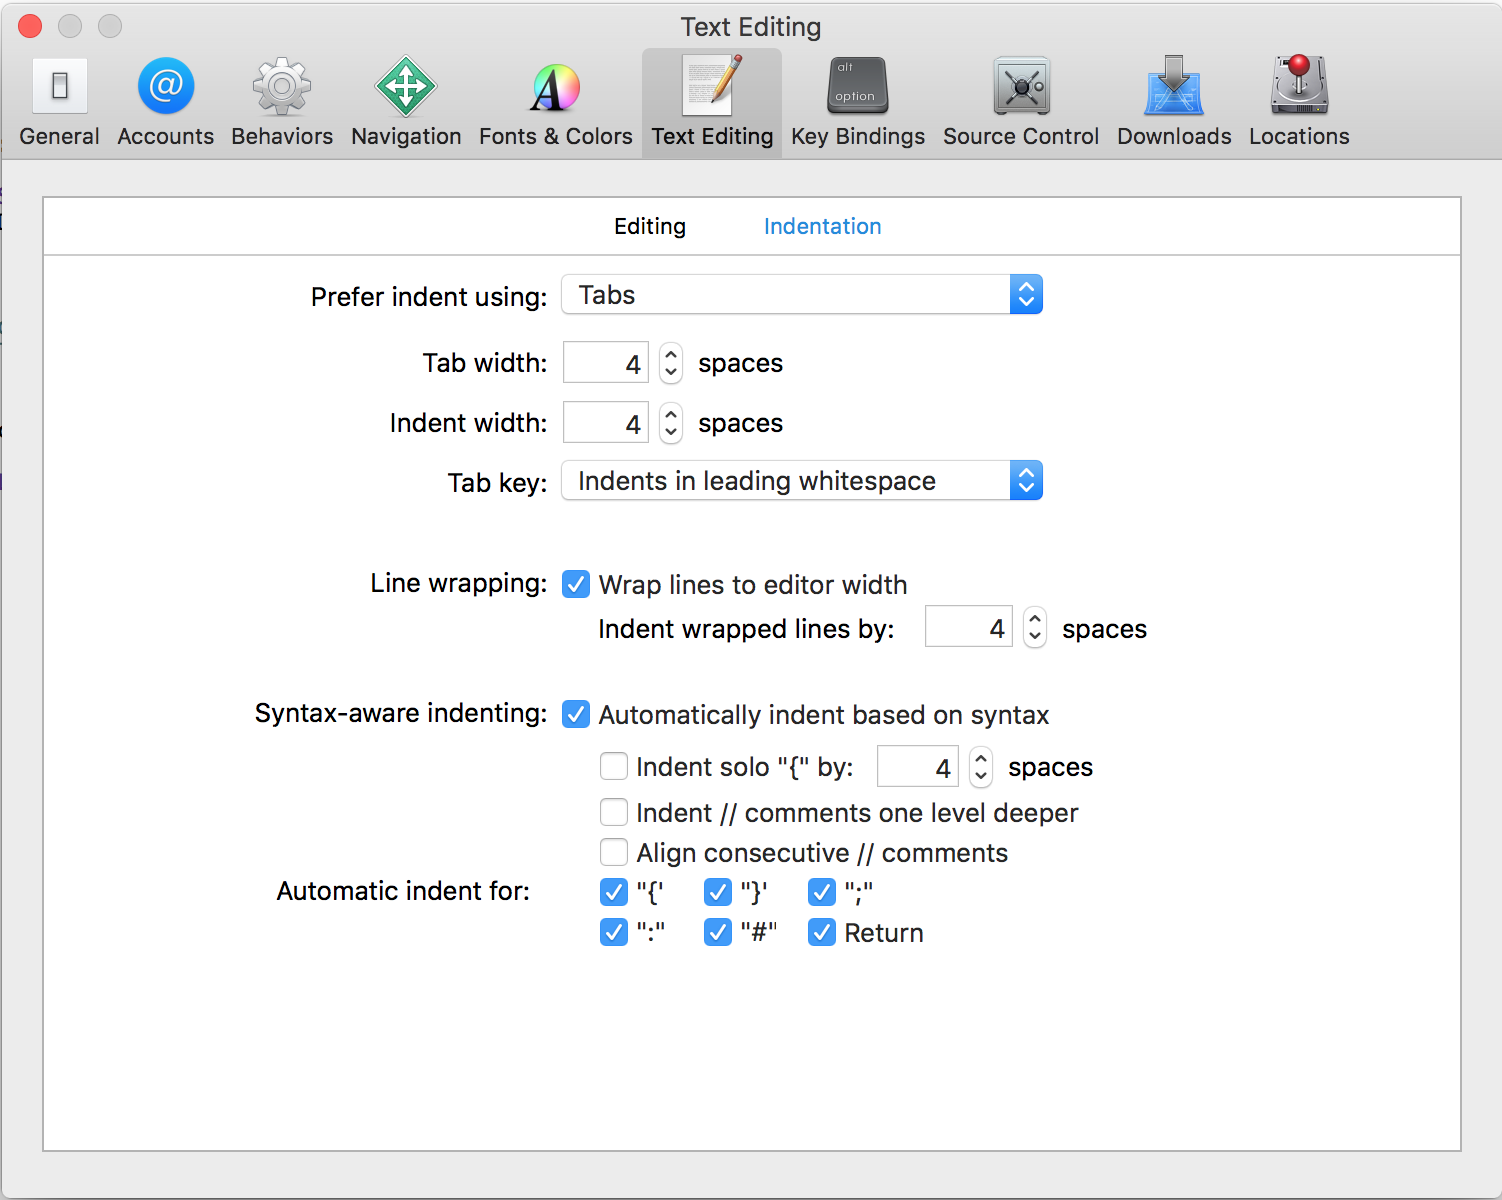 Text Editing
alt
option
General Accounts Behaviors Navigation Fonts & Colors Text Editing Key Bindings Source Control Downloads Locations
Editing Indentation
Prefer indent using: Tabs
Tab width: 4 spaces
Indent width: 4 spaces
Tab key: Indents in leading whitespace
Line wrapping: Wrap lines to editor width
Indent wrapped lines by: 4 spaces
Syntax-aware indenting: Automatically indent based on syntax
Indent solo "{" by: 4 spaces
Indent // comments one level deeper
Align consecutive // comments
Automatic indent for: "{' "}' ";"
":" "#" Return